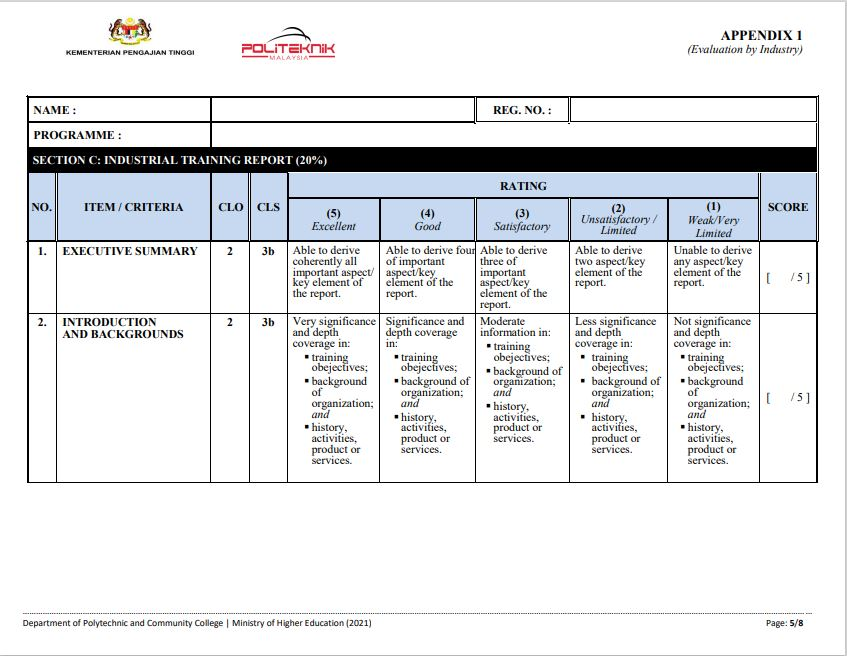 KEMENTERIAN PENGAJIAN TINGGI
POLITEKNIK
MALAYSIA
APPENDIX 1
(Evaluation by Industry)
NAME :
REG. NO. :
PROGRAMME :
SECTION C: INDUSTRIAL TRAINING REPORT (20%)
NO.
ITEM / CRITERIA
CLO
CLS
RATING
SCORE
(5)
Excellent
(4)
Good
(3)
Satisfactory
(2)
Unsatisfactory /
Limited
(1)
Weak/Very
Limited
1.
EXECUTIVE SUMMARY
2
3b
Able to derive
coherently all
important aspect/
key element of
the report.
Able to derive four
of important
aspect/key
element of the
report.
Able to derive
three of
important
aspect/key
element of the
report.
Able to derive
two aspect/key
element of the
report.
Unable to derive
any aspect/key
element of the
report.
[ / 5 ]
2.
INTRODUCTION
AND BACKGROUNDS
2
3b
Very significance
and depth
coverage in:
▪ training
obejectives;
▪ background
of
organization;
and
▪ history,
activities,
product or
services.
Significance and
depth coverage
in:
▪ training
obejectives;
▪ background of
organization;
and
▪ history,
activities,
product or
services.
Moderate
information in:
▪ training
obejectives;
▪ background of
organization;
and
▪ history,
activities,
product or
services.
Less significance
and depth
coverage in:
▪ training
obejectives;
▪ background of
organization;
and
▪ history,
activities,
product or
services.
Not significance
and depth
coverage in:
▪ training
obejectives;
▪ background
of
organization;
and
▪ history,
activities,
product or
services.
[ / 5 ]
Department of Polytechnic and Community College | Ministry of Higher Education (2021)
Page: 5/8